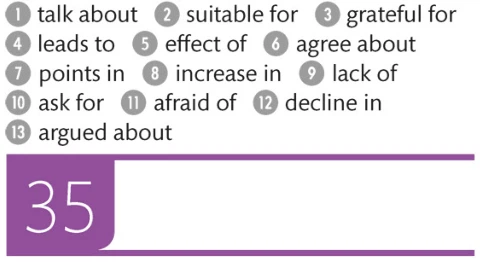 1 talk about 2 suitable for 3 grateful for
4 leads to 5 effect of 6 agree about
7 points in 8 increase in 9 lack of
10 ask for 11 afraid of 12 decline in
13 argued about
35